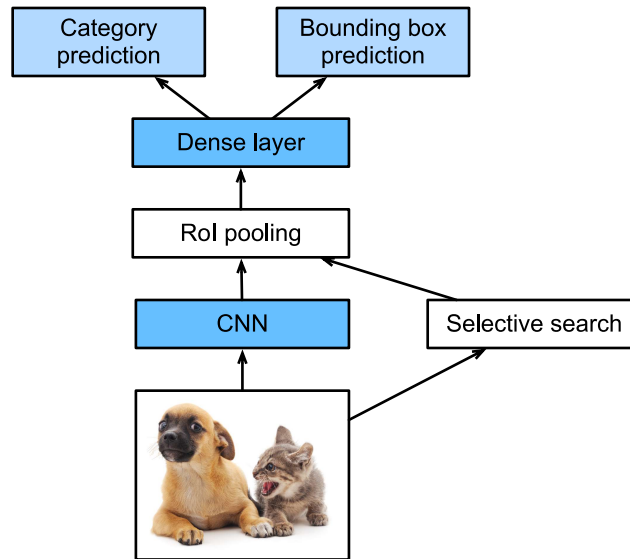 Category
prediction
Bounding box
prediction
Dense layer
RoI pooling
CNN
Selective search